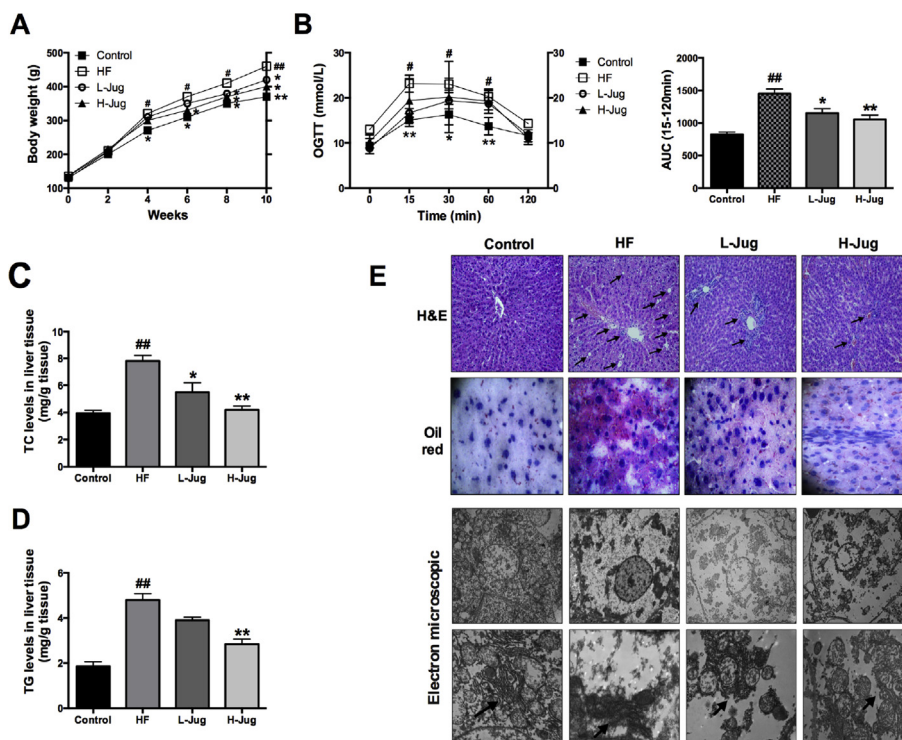 A
Body weight (g)
500
400
300
200
100
0
2
4
6
8
10
Weeks
Control
HF
L-Jug
H-Jug
#
#
#
##
*
*
*
*
*
*
*
**
B
OGTT (mmol/L)
30
20
10
0
30
20
10
0
0
15
30
60
120
Time (min)
Control
HF
L-Jug
H-Jug
#
#
#
**
*
**
AUC (15-120min)
2000
1500
1000
500
0
##
*
**
Control
HF
L-Jug
H-Jug
C
TC levels in liver tissue
(mg/g tissue)
10
8
6
4
2
0
##
*
**
Control
HF
L-Jug
H-Jug
D
TG levels in liver tissue
(mg/g tissue)
6
4
2
0
##
**
Control
HF
L-Jug
H-Jug
E
Control
HF
L-Jug
H-Jug
H&E
Oil
red
Electron microscopic